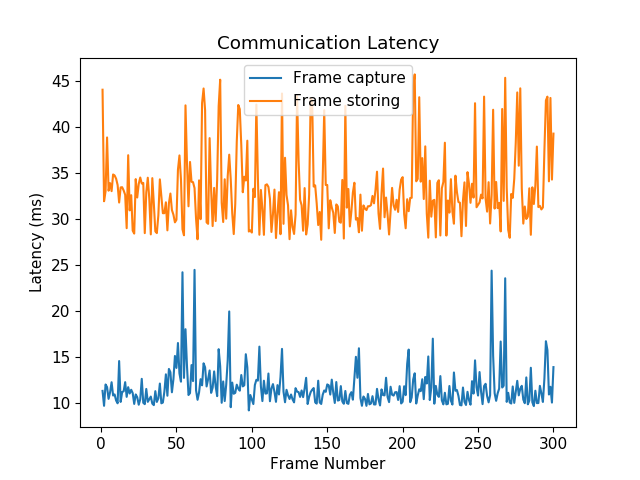 Communication Latency
Frame capture
Frame storing
Latency (ms)
45
40
35
30
25
20
15
10
0 50 100 150 200 250 300
Frame Number